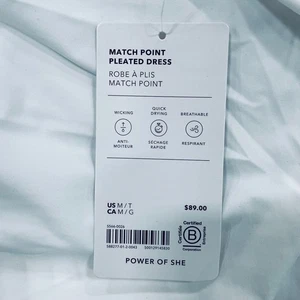 MATCH POINT
PLEATED DRESS
ROBE À PLIS
MATCH POINT
WICKING
QUICK
DRYING
BREATHABLE
ANTI-
MOITEUR
SÉCHAGE
RAPIDE
RESPIRANT
$89.00
US M / T
CA M / G
Certified
B
Corporation
POWER OF SHE